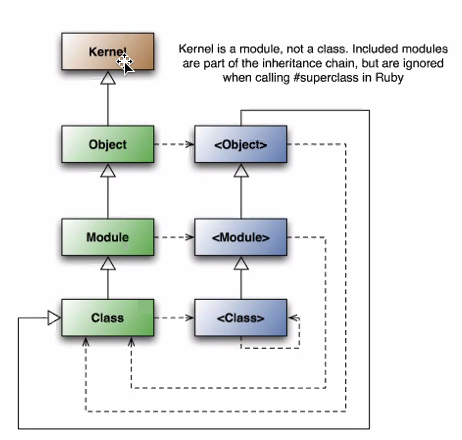 Kernel
Kernel is a module, not a class. Included modules
are part of the inheritance chain, but are ignored
when calling #superclass in Ruby
Object
<Object>
Module
<Module>
Class
<Class>